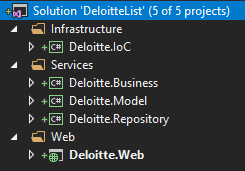 Solution 'DeloitteList' (5 of 5 projects)
Infrastructure
C# Deloitte.IoC
Services
C# Deloitte.Business
C# Deloitte.Model
C# Deloitte.Repository
Web
Deloitte.Web